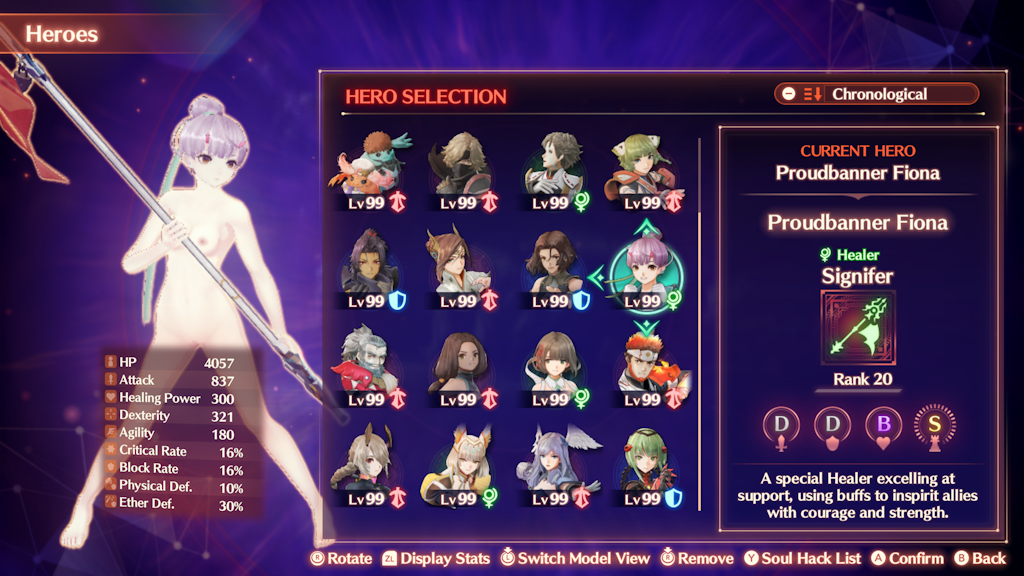 Heroes
HERO SELECTION
Chronological
Lv99 Lv99 Lv99 Lv99
Lv99 Lv99 Lv99 Lv99
Lv99 Lv99 Lv99 Lv99
Lv99 Lv99 Lv99 Lv99
HP 4057
Attack 837
Healing Power 300
Dexterity 321
Agility 180
Critical Rate 16%
Block Rate 16%
Physical Def. 10%
Ether Def. 30%
CURRENT HERO
Proudbanner Fiona
Proudbanner Fiona
Healer
Signifer
Rank 20
D D B S
A special Healer excelling at
support, using buffs to inspirit allies
with courage and strength.
R Rotate ZL Display Stats L Switch Model View R Remove Y Soul Hack List A Confirm B Back